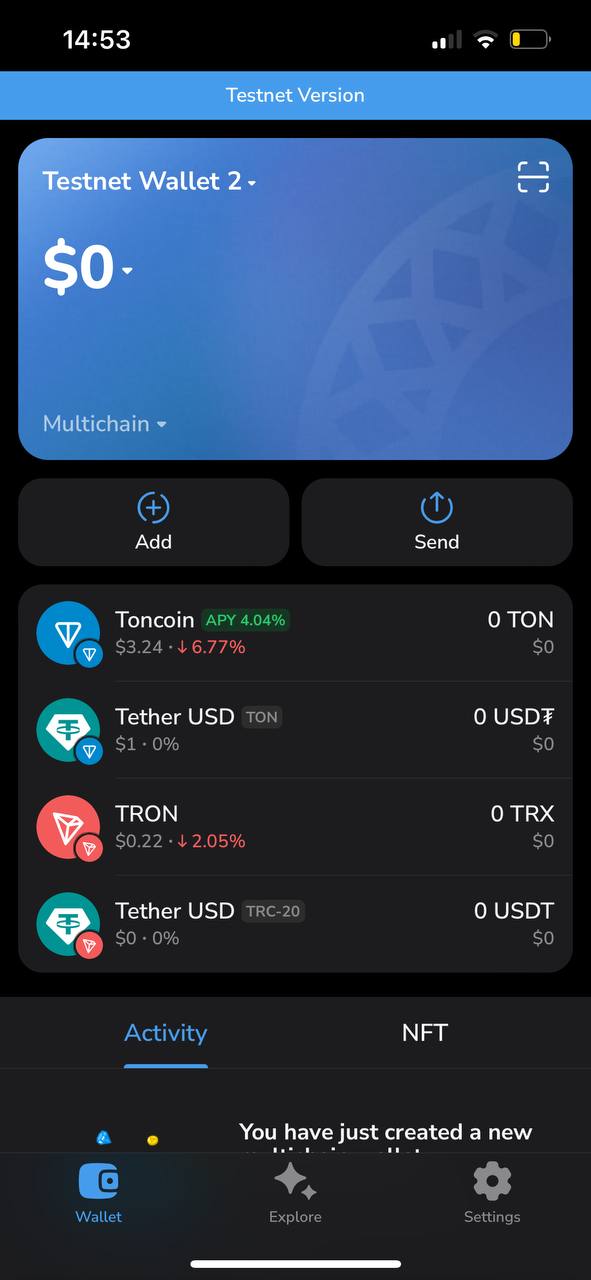 14:53
Testnet Version
Testnet Wallet 2
$0
Multichain
Add
Send
Toncoin APY 4.04% 0 TON
$3.24 · ↓ 6.77% $0
Tether USD TON 0 USD₮
$1 · 0% $0
TRON 0 TRX
$0.22 · ↓ 2.05% $0
Tether USD TRC-20 0 USDT
$0 · 0% $0
Activity NFT
You have just created a new
Wallet Explore Settings